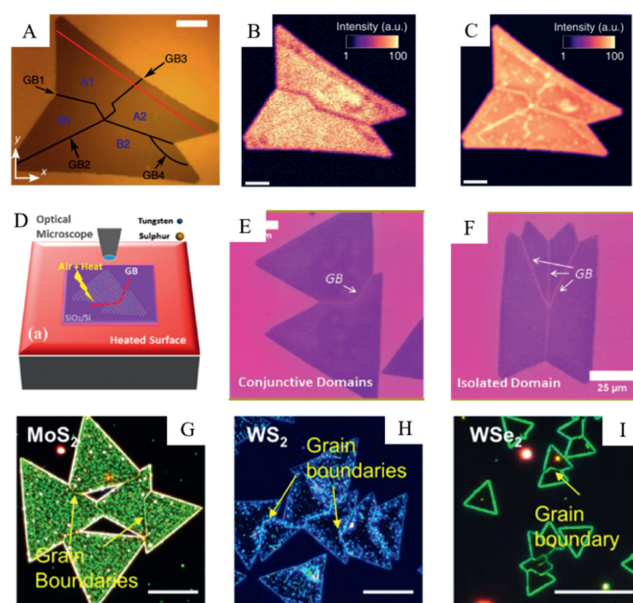 A
GB1
A1
GB3
B1
A2
B2
y
x
GB2
GB4
B
Intensity (a.u.)
1
100
C
Intensity (a.u.)
1
100
D
Optical
Microscope
Tungsten
Sulphur
Air+Heat
GB
(a)
SiO₂/Si
Heated Surface
E
GB
Conjunctive Domains
F
GB
25 µm
Isolated Domain
MoS₂
G
Grain
Boundaries
WS₂
H
Grain
boundaries
WSe₂
I
Grain
boundary